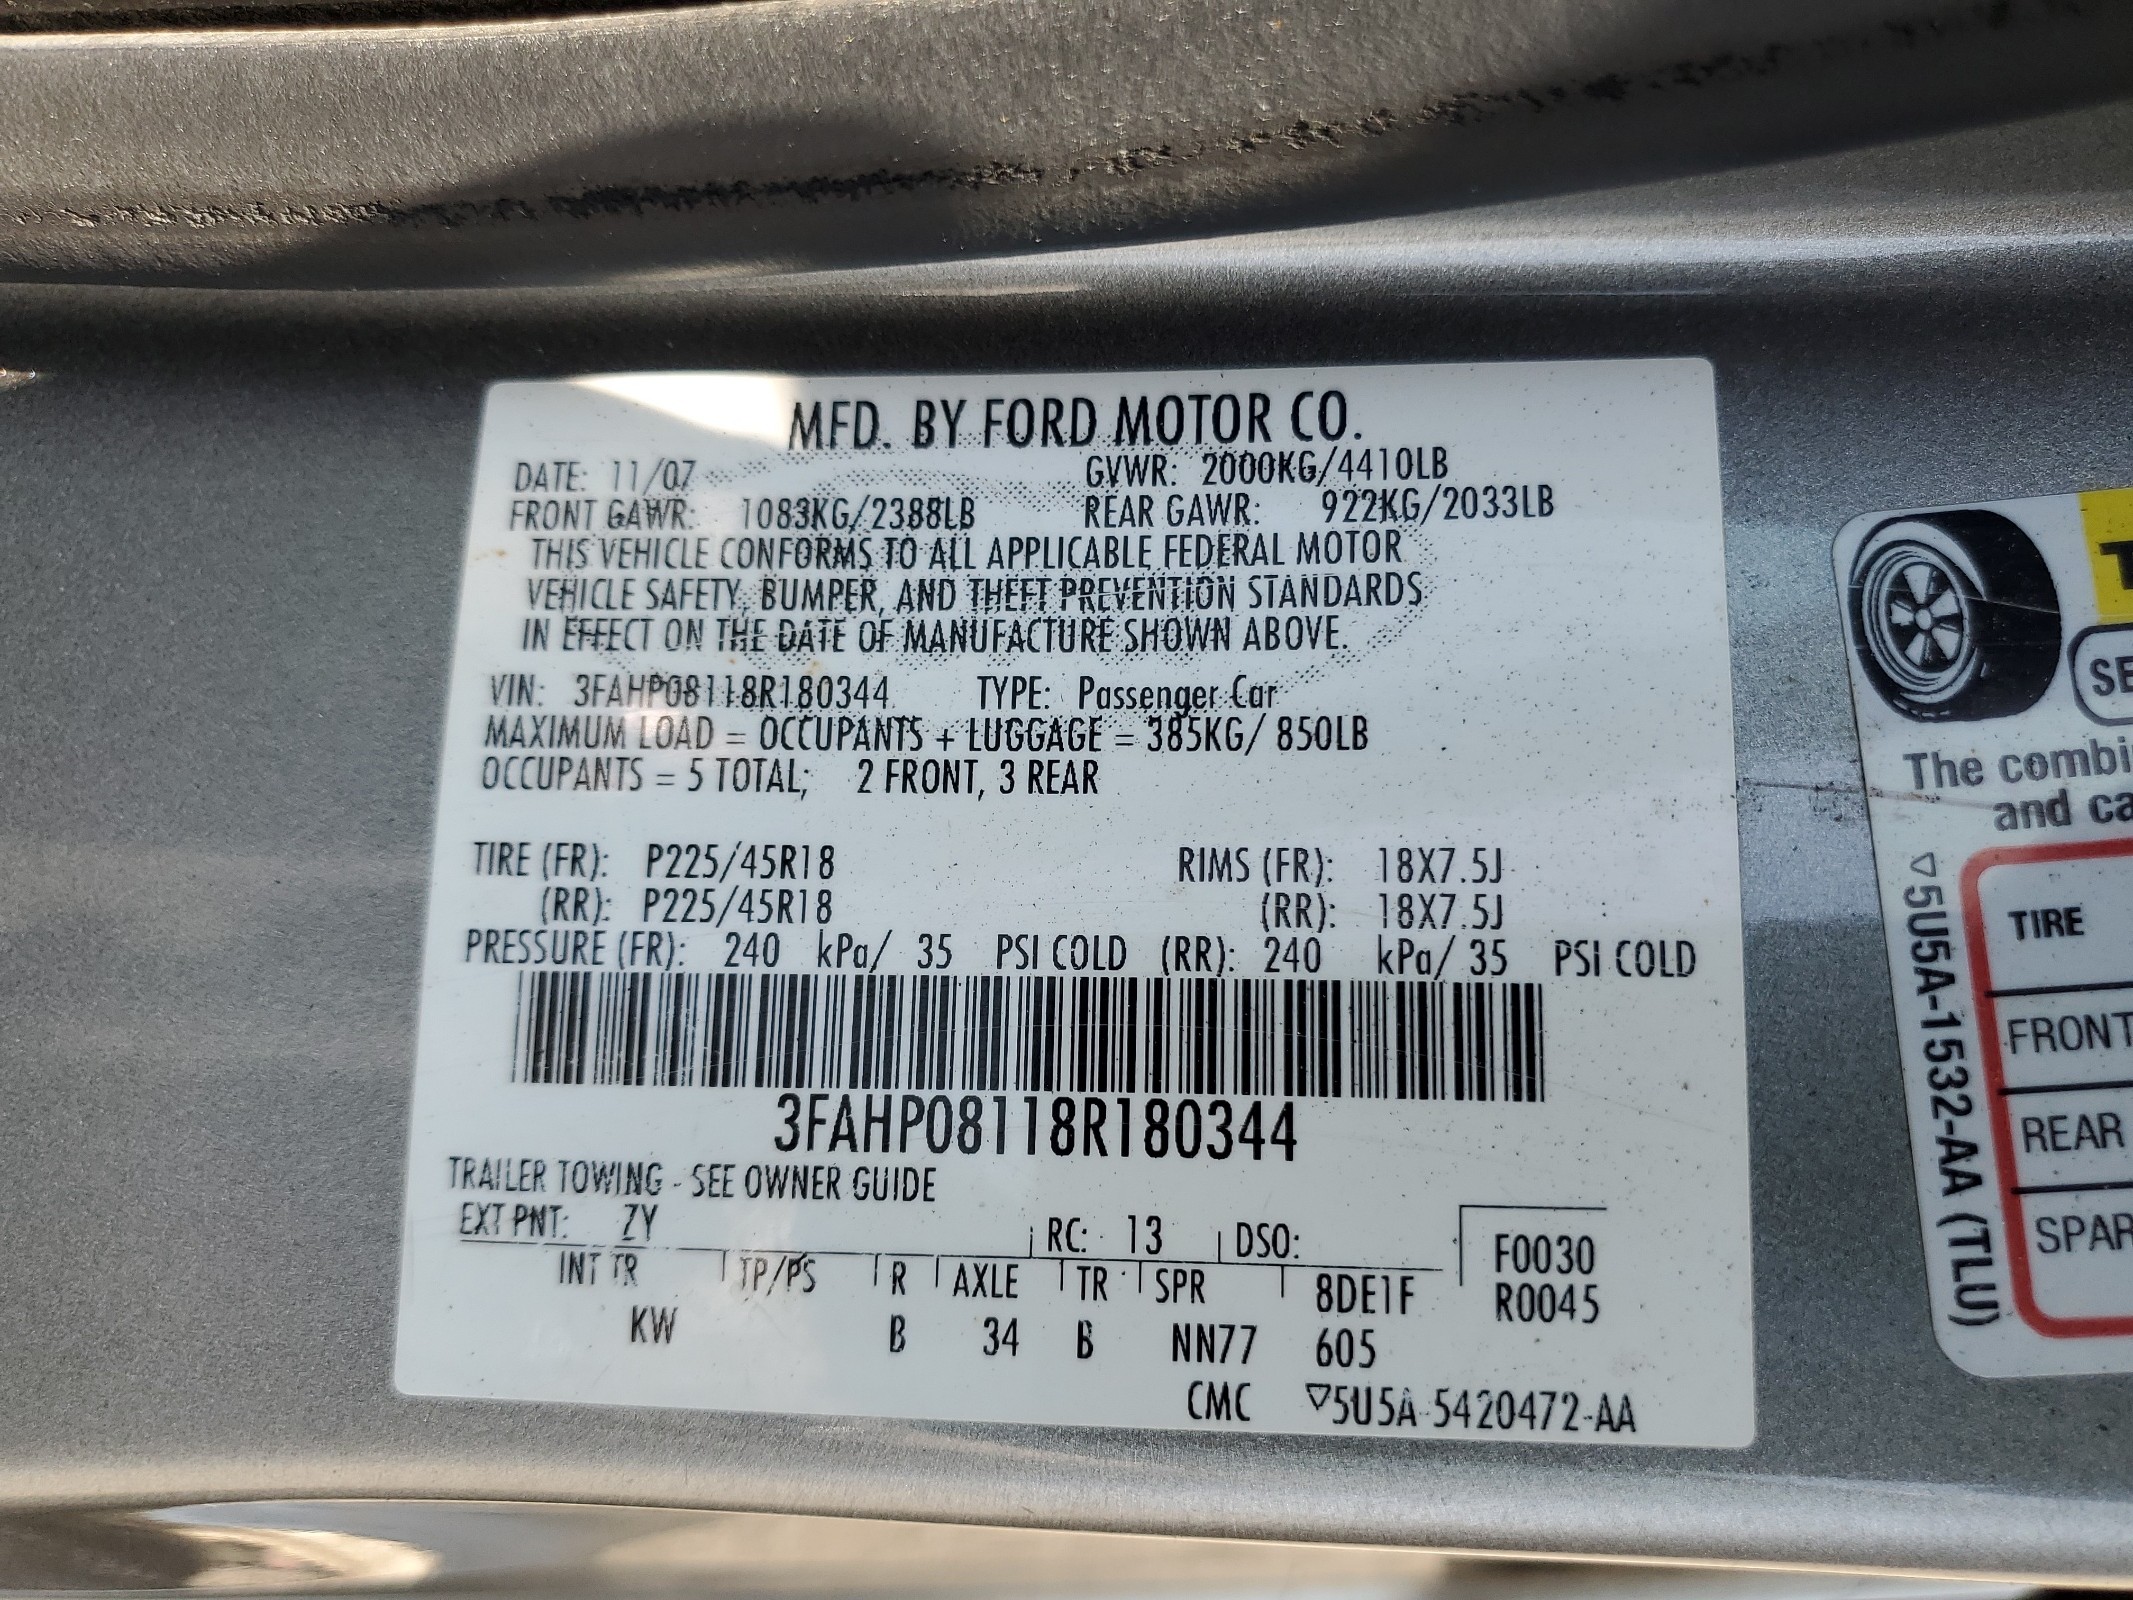 MFD. BY FORD MOTOR CO.
DATE: 11/07 GVWR: 2000KG/4410LB
FRONT GAWR: 1083KG/2388LB REAR GAWR: 922KG/2033LB
THIS VEHICLE CONFORMS TO ALL APPLICABLE FEDERAL MOTOR
VEHICLE SAFETY, BUMPER, AND THEFT PREVENTION STANDARDS
IN EFFECT ON THE DATE OF MANUFACTURE SHOWN ABOVE.
VIN: 3FAHP08118R180344 TYPE: Passenger Car
MAXIMUM LOAD = OCCUPANTS + LUGGAGE = 385KG/ 850LB
OCCUPANTS = 5 TOTAL; 2 FRONT, 3 REAR
TIRE (FR): P225/45R18 RIMS (FR): 18X7.5J
(RR): P225/45R18 (RR): 18X7.5J
PRESSURE (FR): 240 kPa/ 35 PSI COLD (RR): 240 kPa/ 35 PSI COLD
3FAHP08118R180344
TRAILER TOWING - SEE OWNER GUIDE
EXT PNT: ZY RC: 13 DSO:
INT TR TP/PS R AXLE TR SPR 8DE1F
KW B 34 B NN77 605
F0030
R0045
CMC ▽5U5A-5420472-AA
SE
The combi
and ca
TIRE
FRONT
REAR
SPAR
▽5U5A-1532-AA (TLU)